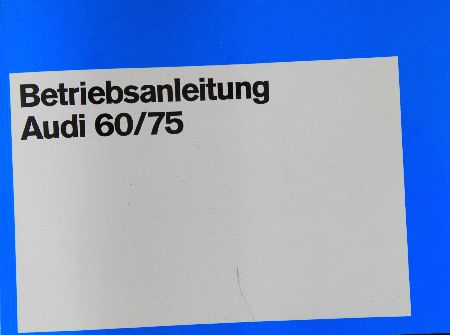 Betriebsanleitung
Audi 60/75